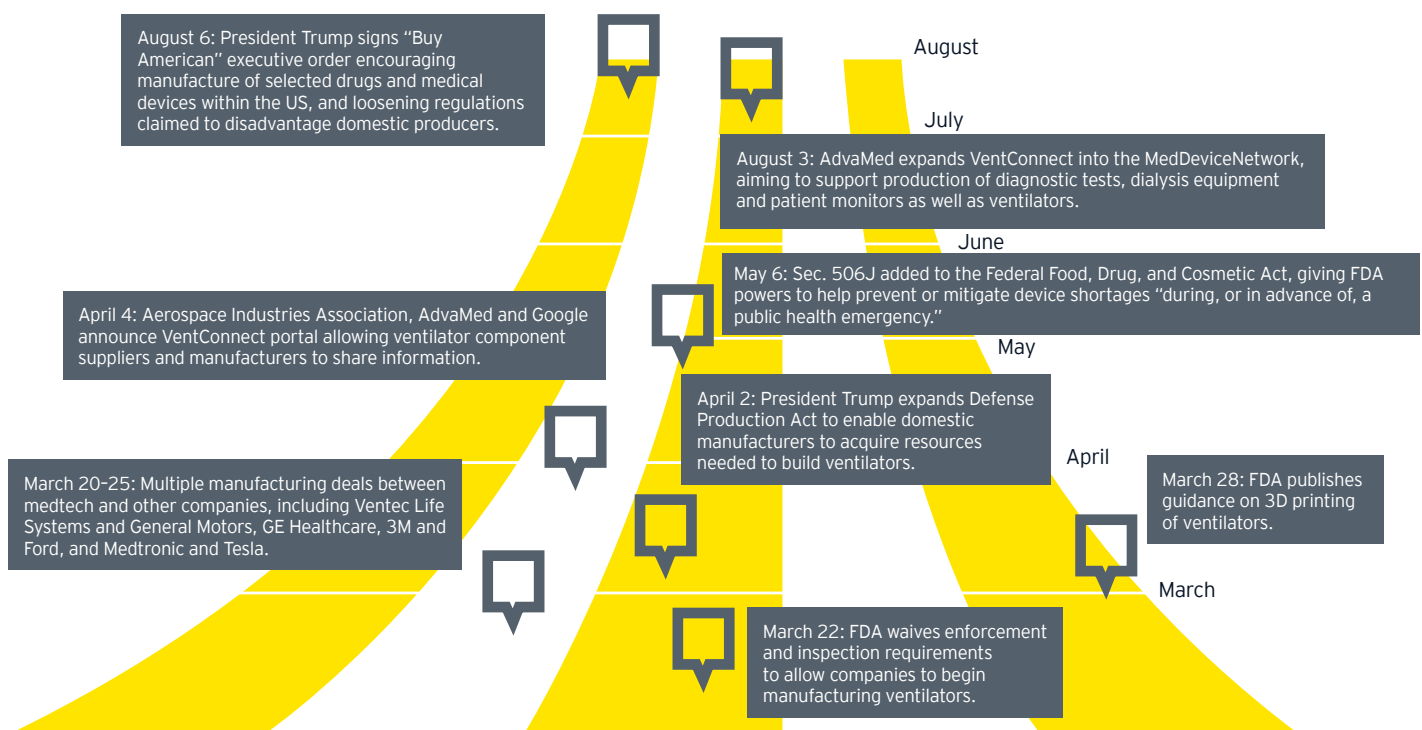 August 6: President Trump signs “Buy
American” executive order encouraging
manufacture of selected drugs and medical
devices within the US, and loosening regulations
claimed to disadvantage domestic producers.
August
July
August 3: AdvaMed expands VentConnect into the MedDeviceNetwork,
aiming to support production of diagnostic tests, dialysis equipment
and patient monitors as well as ventilators.
June
May 6: Sec. 506J added to the Federal Food, Drug, and Cosmetic Act, giving FDA
powers to help prevent or mitigate device shortages “during, or in advance of, a
public health emergency.”
April 4: Aerospace Industries Association, AdvaMed and Google
announce VentConnect portal allowing ventilator component
suppliers and manufacturers to share information.
May
April 2: President Trump expands Defense
Production Act to enable domestic
manufacturers to acquire resources
needed to build ventilators.
April
March 20–25: Multiple manufacturing deals between
medtech and other companies, including Ventec Life
Systems and General Motors, GE Healthcare, 3M and
Ford, and Medtronic and Tesla.
March 28: FDA publishes
guidance on 3D printing
of ventilators.
March
March 22: FDA waives enforcement
and inspection requirements
to allow companies to begin
manufacturing ventilators.